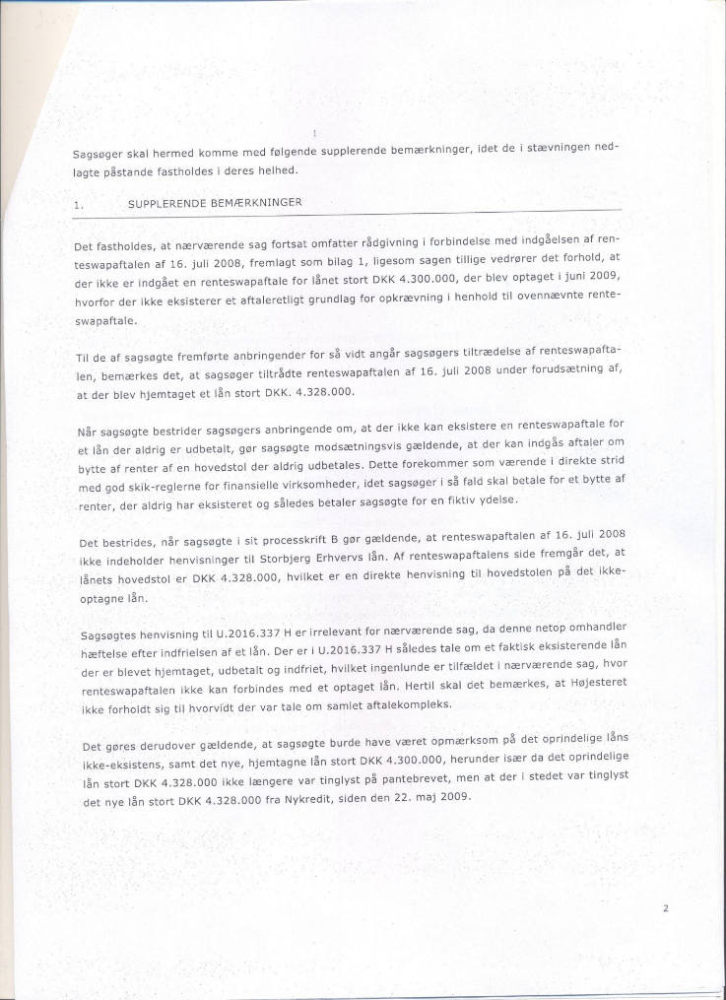 Sagsøger skal hermed komme med følgende supplerende bemærkninger, idet de i stævningen ned-
lagte påstande fastholdes i deres helhed.
1. SUPPLERENDE BEMÆRKNINGER
Det fastholdes, at nærværende sag fortsat omfatter rådgivning i forbindelse med indgåelsen af ren-
teswapaftalen af 16. juli 2008, fremlagt som bilag 1, ligesom sagen tillige vedrører det forhold, at
der ikke er indgået en renteswapaftale for lånet stort DKK 4.300.000, der blev optaget i juni 2009,
hvorfor der ikke eksisterer et aftaleretligt grundlag for opkrævning i henhold til ovennævnte rente-
swapaftale.
Til de af sagsøgte fremførte anbringender for så vidt angår sagsøgers tiltrædelse af renteswapafta-
len, bemærkes det, at sagsøger tiltrådte renteswapaftalen af 16. juli 2008 under forudsætning af,
at der blev hjemtaget et lån stort DKK. 4.328.000.
Når sagsøgte bestrider sagsøgers anbringende om, at der ikke kan eksistere en renteswapaftale for
et lån der aldrig er udbetalt, gør sagsøgte modsætningsvis gældende, at der kan indgås aftaler om
bytte af renter af en hovedstol der aldrig udbetales. Dette forekommer som værende i direkte strid
med god skik-reglerne for finansielle virksomheder, idet sagsøger i så fald skal betale for et bytte af
renter, der aldrig har eksisteret og således betaler sagsøgte for en fiktiv ydelse.
Det bestrides, når sagsøgte i sit processkrift B gør gældende, at renteswapaftalen af 16. juli 2008
ikke indeholder henvisninger til Storbjerg Erhvervs lån. Af renteswapaftalens side fremgår det, at
lånets hovedstol er DKK 4.328.000, hvilket er en direkte henvisning til hovedstolen på det ikke-
optagne lån.
Sagsøgtes henvisning til U.2016.337 H er irrelevant for nærværende sag, da denne netop omhandler
hæftelse efter indfrielsen af et lån. Der er i U.2016.337 H således tale om et faktisk eksisterende lån
der er blevet hjemtaget, udbetalt og indfriet, hvilket ingenlunde er tilfældet i nærværende sag, hvor
renteswapaftalen ikke kan forbindes med et optaget lån. Hertil skal det bemærkes, at Højesteret
ikke forholdt sig til hvorvidt der var tale om samlet aftalekompleks.
Det gøres derudover gældende, at sagsøgte burde have været opmærksom på det oprindelige låns
ikke-eksistens, samt det nye, hjemtagne lån stort DKK 4.300.000, herunder især da det oprindelige
lån stort DKK 4.328.000 ikke længere var tinglyst på pantebrevet, men at der i stedet var tinglyst
det nye lån stort DKK 4.328.000 fra Nykredit, siden den 22. maj 2009.
2